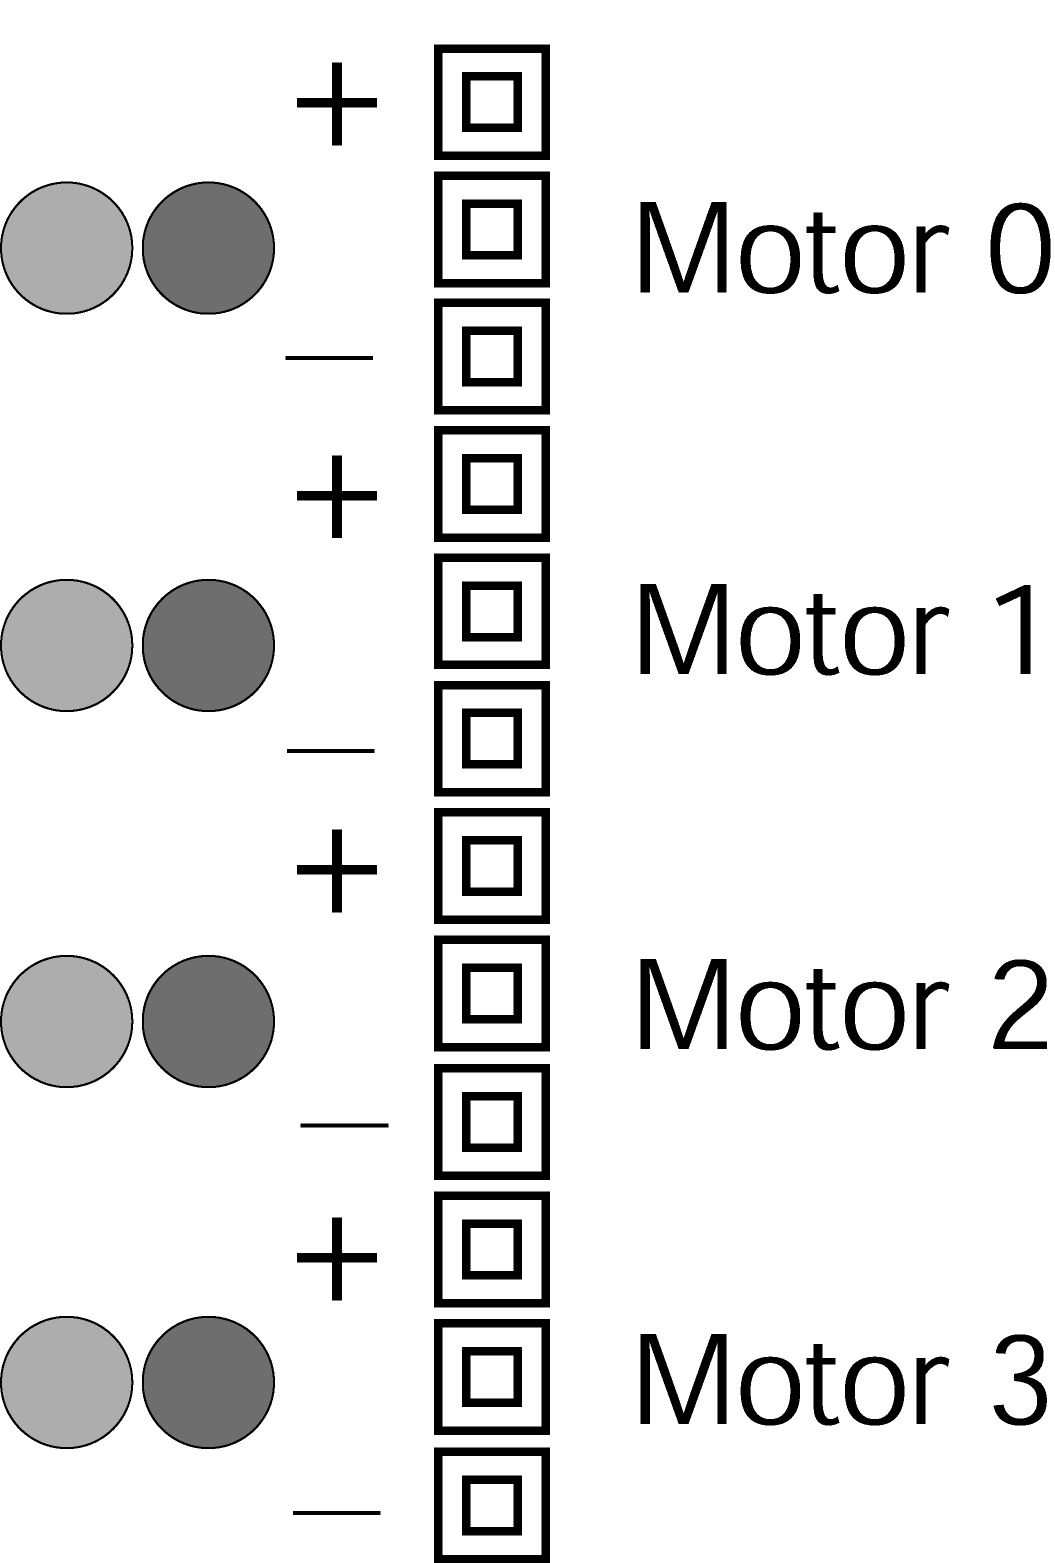 +
Motor 0
—
+
Motor 1
—
+
Motor 2
—
+
Motor 3
—